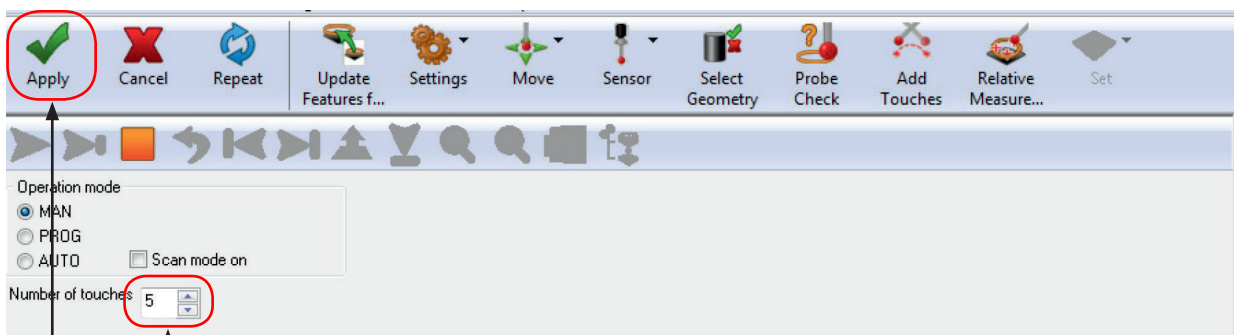 Apply Cancel Repeat Update Settings Move Sensor Select Probe Add Relative Set
Features f... Geometry Check Touches Measure...
Operation mode
MAN
PROG
AUTO Scan mode on
Number of touches 5